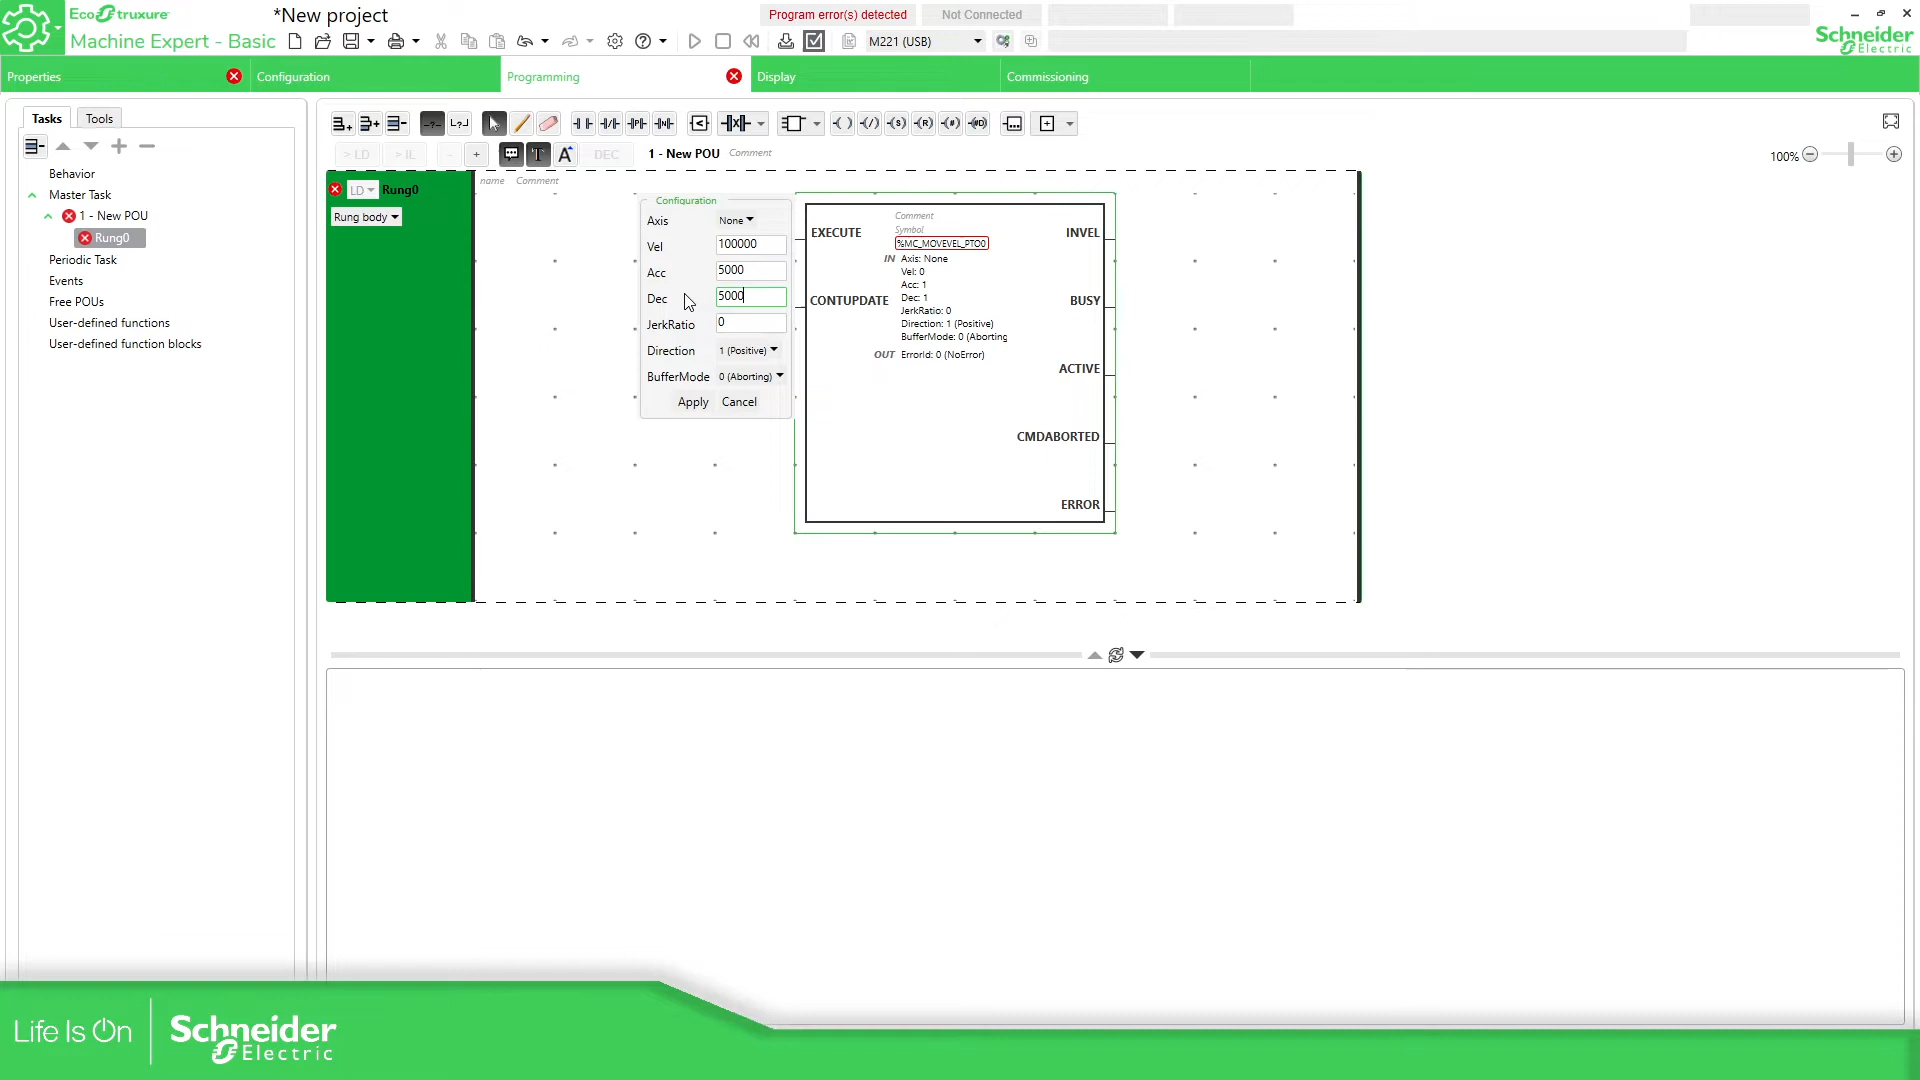 EcoStruxure
Machine Expert - Basic
*New project
Program error(s) detected
Not Connected
M221 (USB)
Schneider
Electric
Properties
Configuration
Programming
Display
Commissioning
Tasks
Tools
Behavior
Master Task
1 - New POU
Rung0
Periodic Task
Events
Free POUs
User-defined functions
User-defined function blocks
> LD
> IL
-
+
DEC
1 - New POU
Comment
100%
LD
Rung0
name
Comment
Rung body
Configuration
Axis
None
Vel
100000
Acc
5000
Dec
5000
JerkRatio
0
Direction
1 (Positive)
BufferMode
0 (Aborting)
Apply
Cancel
Comment
Symbol
%MC_MOVEVEL_PTO0
EXECUTE
CONTUPDATE
IN Axis: None
Vel: 0
Acc: 1
Dec: 1
JerkRatio: 0
Direction: 1 (Positive)
BufferMode: 0 (Aborting
OUT ErrorId: 0 (NoError)
INVEL
BUSY
ACTIVE
CMDABORTED
ERROR
Life Is On
Schneider
Electric